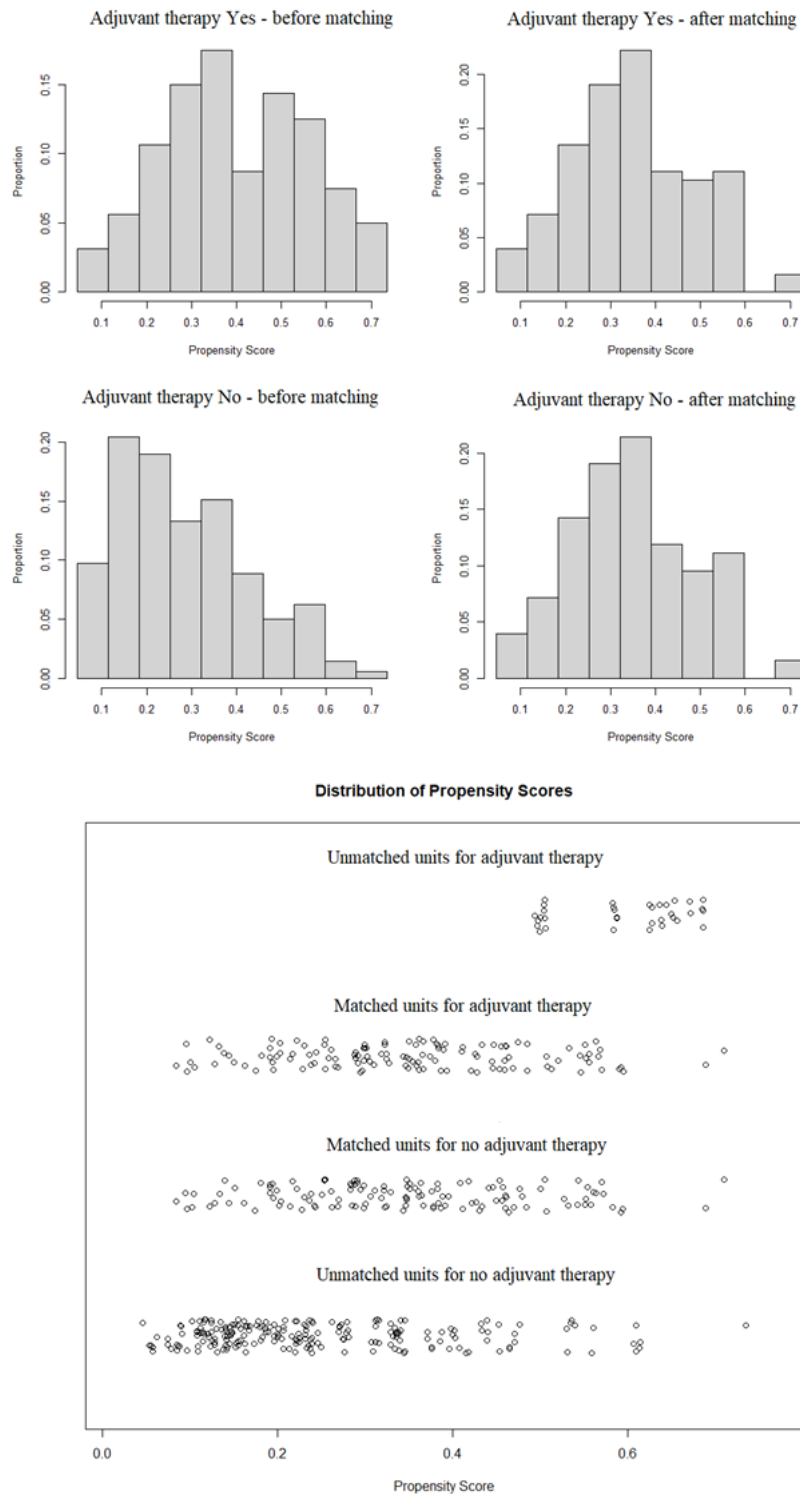 Adjuvant therapy Yes - before matching
Proportion
0.15
0.10
0.05
0.00
0.1 0.2 0.3 0.4 0.5 0.6 0.7
Propensity Score
Adjuvant therapy Yes - after matching
Proportion
0.20
0.15
0.10
0.05
0.00
0.1 0.2 0.3 0.4 0.5 0.6 0.7
Propensity Score
Adjuvant therapy No - before matching
Proportion
0.20
0.15
0.10
0.05
0.00
0.1 0.2 0.3 0.4 0.5 0.6 0.7
Propensity Score
Adjuvant therapy No - after matching
Proportion
0.20
0.15
0.10
0.05
0.00
0.1 0.2 0.3 0.4 0.5 0.6 0.7
Propensity Score
Distribution of Propensity Scores
Unmatched units for adjuvant therapy
Matched units for adjuvant therapy
Matched units for no adjuvant therapy
Unmatched units for no adjuvant therapy
0.0 0.2 0.4 0.6
Propensity Score